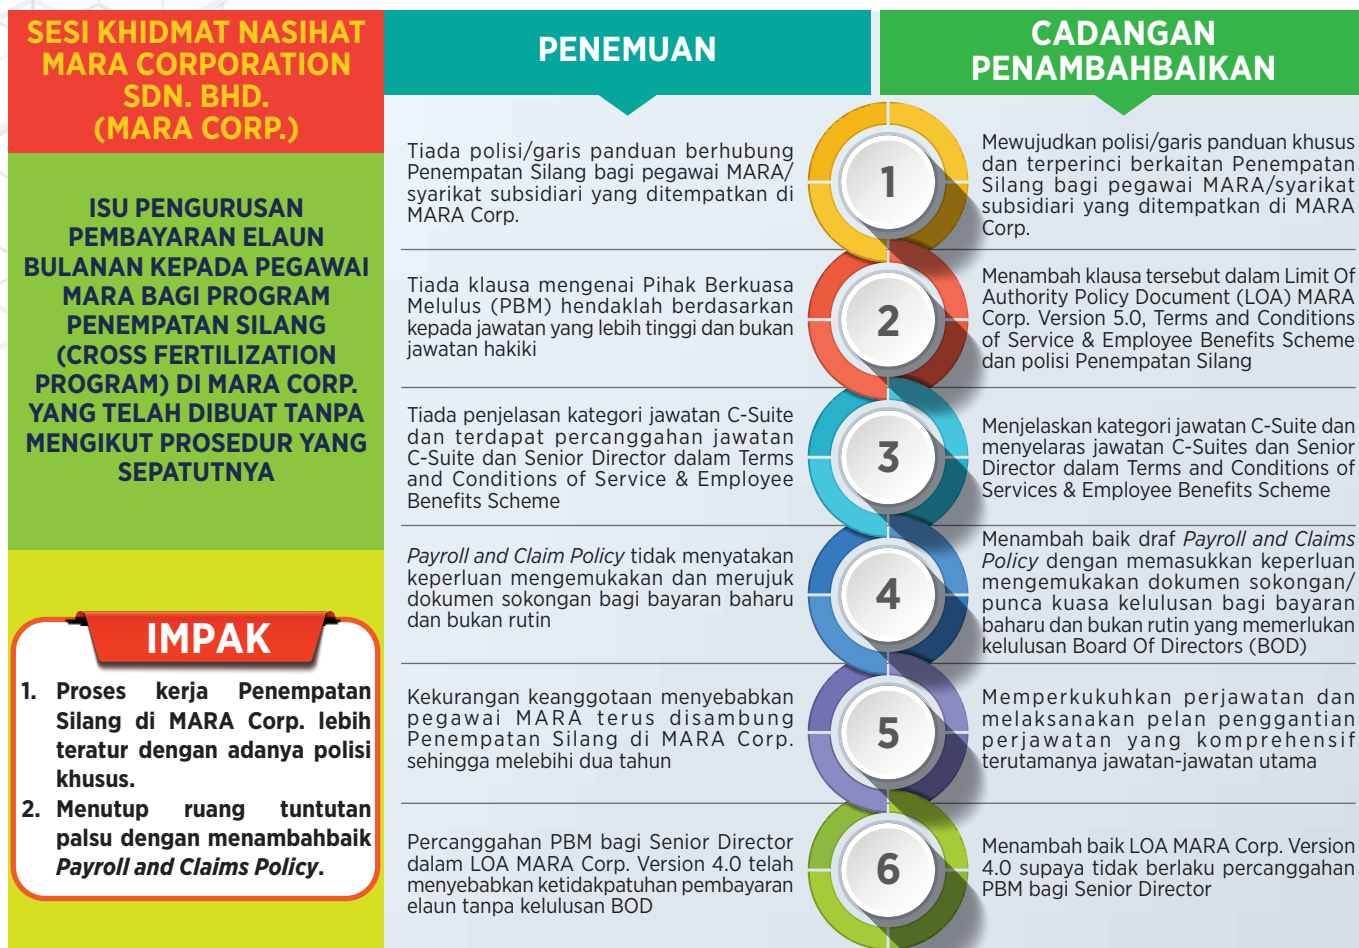 SESI KHIDMAT NASIHAT
MARA CORPORATION
SDN. BHD.
(MARA CORP.)
ISU PENGURUSAN
PEMBAYARAN ELAUN
BULANAN KEPADA PEGAWAI
MARA BAGI PROGRAM
PENEMPATAN SILANG
(CROSS FERTILIZATION
PROGRAM) DI MARA CORP.
YANG TELAH DIBUAT TANPA
MENGIKUT PROSEDUR YANG
SEPATUTNYA
IMPAK
1. Proses kerja Penempatan
Silang di MARA Corp. lebih
teratur dengan adanya polisi
khusus.
2. Menutup ruang tuntutan
palsu dengan menambahbaik
Payroll and Claims Policy.
PENEMUAN
CADANGAN
PENAMBAHBAIKAN
Tiada polisi/garis panduan berhubung
Penempatan Silang bagi pegawai MARA/
syarikat subsidiari yang ditempatkan di
MARA Corp.
1
Mewujudkan polisi/garis panduan khusus
dan terperinci berkaitan Penempatan
Silang bagi pegawai MARA/syarikat
subsidiari yang ditempatkan di MARA
Corp.
Tiada klausa mengenai Pihak Berkuasa
Melulus (PBM) hendaklah berdasarkan
kepada jawatan yang lebih tinggi dan bukan
jawatan hakiki
2
Menambah klausa tersebut dalam Limit Of
Authority Policy Document (LOA) MARA
Corp. Version 5.0, Terms and Conditions
of Service & Employee Benefits Scheme
dan polisi Penempatan Silang
Tiada penjelasan kategori jawatan C-Suite
dan terdapat percanggahan jawatan
C-Suite dan Senior Director dalam Terms
and Conditions of Service & Employee
Benefits Scheme
3
Menjelaskan kategori jawatan C-Suite dan
menyelaras jawatan C-Suites dan Senior
Director dalam Terms and Conditions of
Services & Employee Benefits Scheme
Payroll and Claim Policy tidak menyatakan
keperluan mengemukakan dan merujuk
dokumen sokongan bagi bayaran baharu
dan bukan rutin
4
Menambah baik draf Payroll and Claims
Policy dengan memasukkan keperluan
mengemukakan dokumen sokongan/
punca kuasa kelulusan bagi bayaran
baharu dan bukan rutin yang memerlukan
kelulusan Board Of Directors (BOD)
Kekurangan keanggotaan menyebabkan
pegawai MARA terus disambung
Penempatan Silang di MARA Corp.
sehingga melebihi dua tahun
5
Memperkukuhkan perjawatan dan
melaksanakan pelan penggantian
perjawatan yang komprehensif
terutamanya jawatan-jawatan utama
Percanggahan PBM bagi Senior Director
dalam LOA MARA Corp. Version 4.0 telah
menyebabkan ketidakpatuhan pembayaran
elaun tanpa kelulusan BOD
6
Menambah baik LOA MARA Corp. Version
4.0 supaya tidak berlaku percanggahan
PBM bagi Senior Director